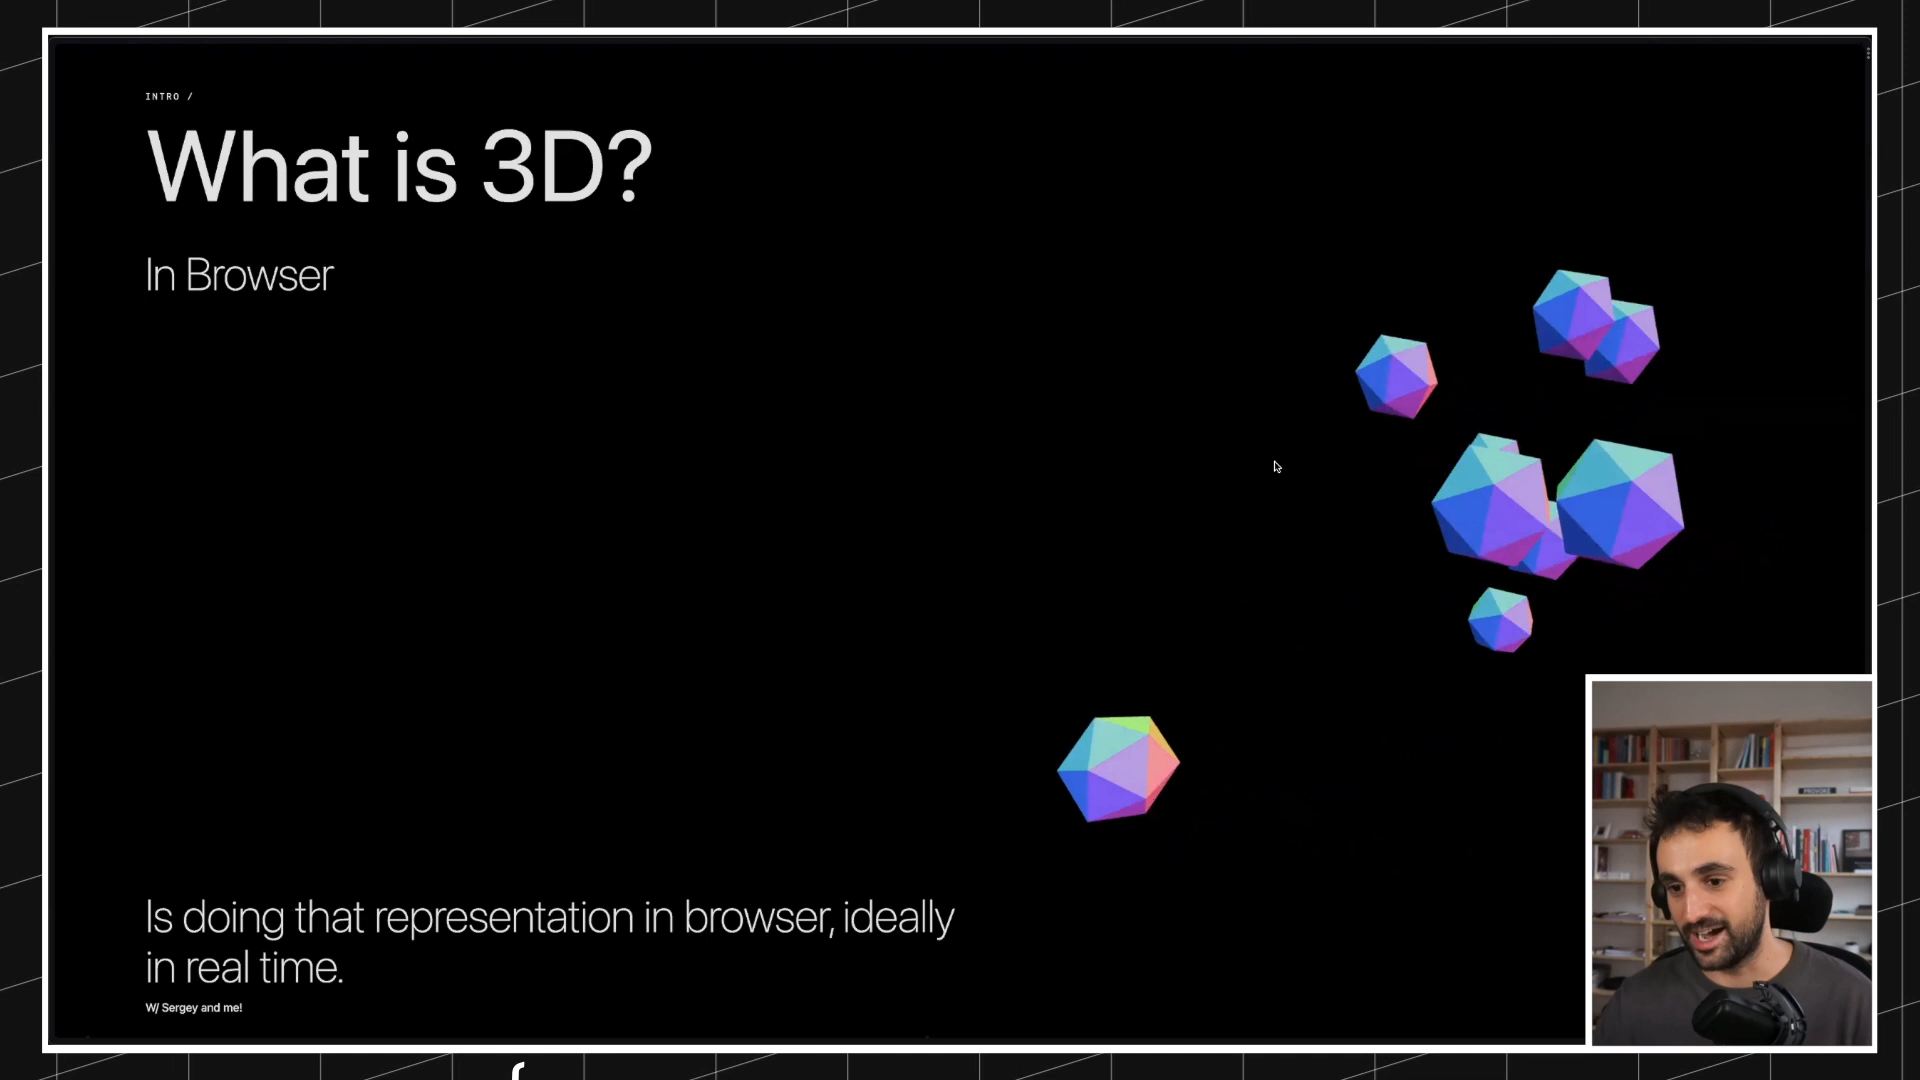 INTRO /
What is 3D?
In Browser
Is doing that representation in browser, ideally
in real time.
W/ Sergey and me!
PROVOKE